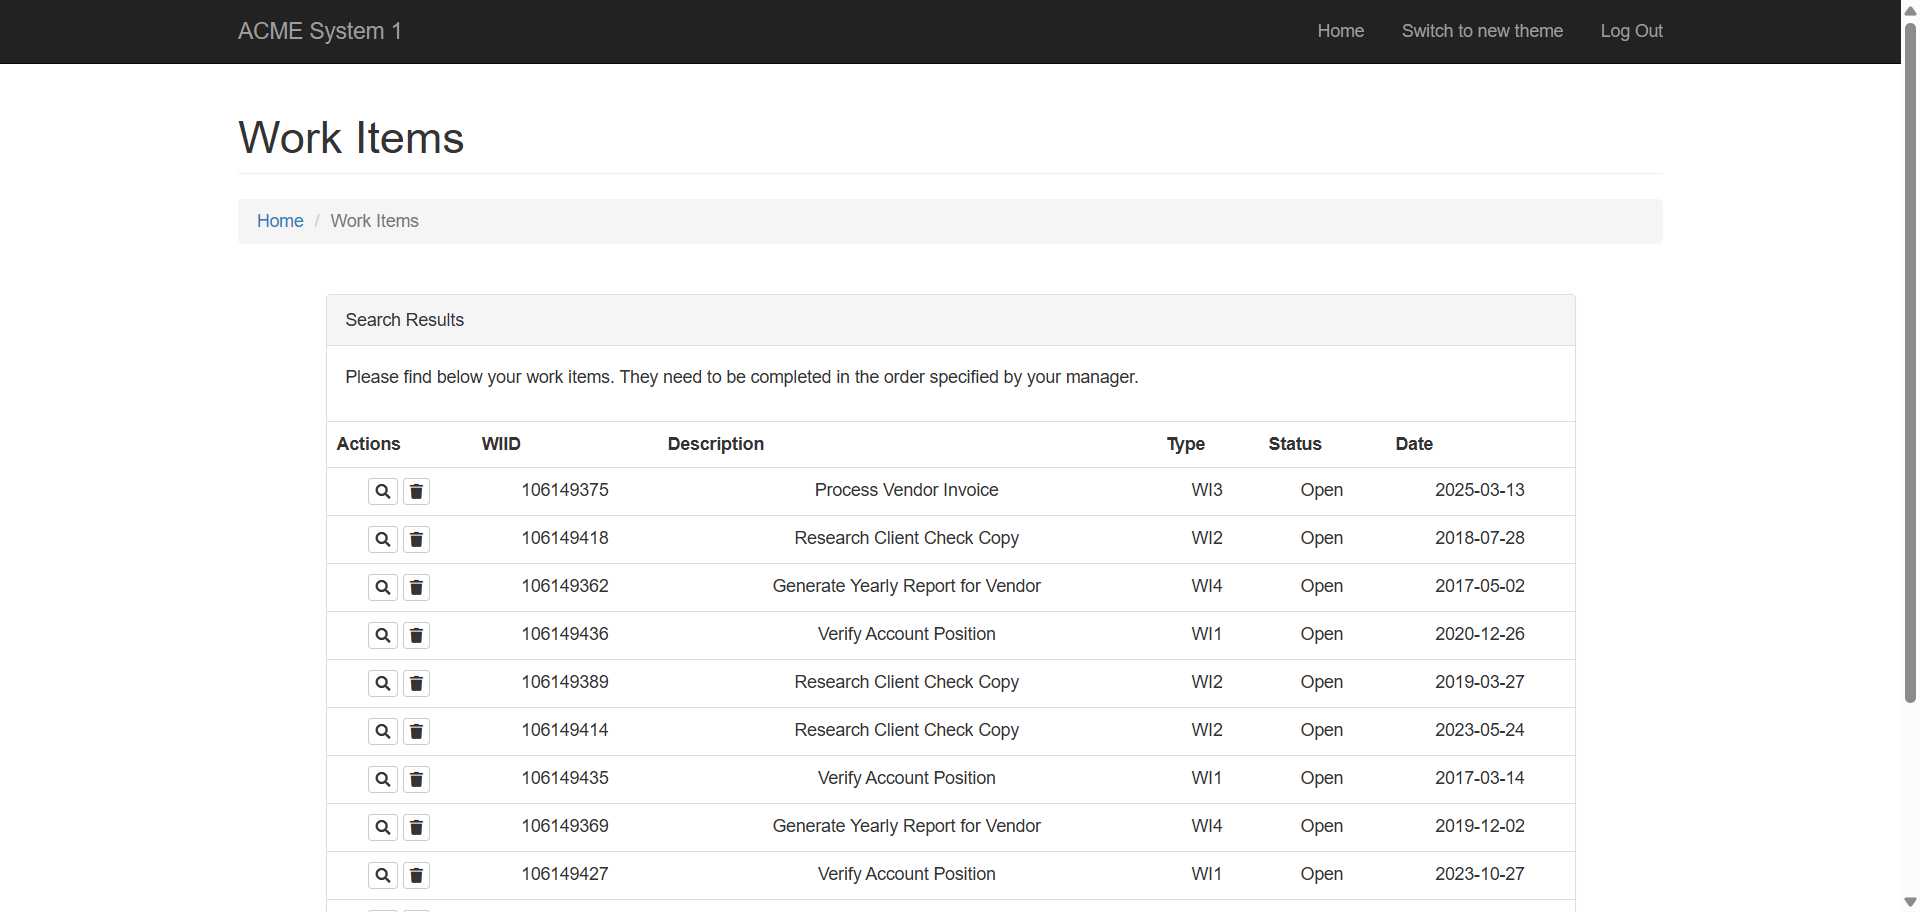 ACME System 1 Home Switch to new theme Log Out
Work Items
Home / Work Items
Search Results
Please find below your work items. They need to be completed in the order specified by your manager.
Actions WIID Description Type Status Date
106149375 Process Vendor Invoice WI3 Open 2025-03-13
106149418 Research Client Check Copy WI2 Open 2018-07-28
106149362 Generate Yearly Report for Vendor WI4 Open 2017-05-02
106149436 Verify Account Position WI1 Open 2020-12-26
106149389 Research Client Check Copy WI2 Open 2019-03-27
106149414 Research Client Check Copy WI2 Open 2023-05-24
106149435 Verify Account Position WI1 Open 2017-03-14
106149369 Generate Yearly Report for Vendor WI4 Open 2019-12-02
106149427 Verify Account Position WI1 Open 2023-10-27